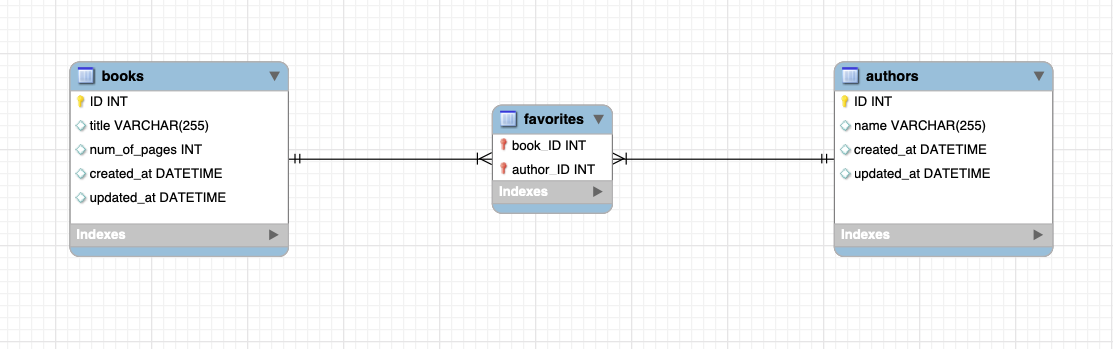 books
ID INT
title VARCHAR(255)
num_of_pages INT
created_at DATETIME
updated_at DATETIME
Indexes
favorites
book_ID INT
author_ID INT
Indexes
authors
ID INT
name VARCHAR(255)
created_at DATETIME
updated_at DATETIME
Indexes